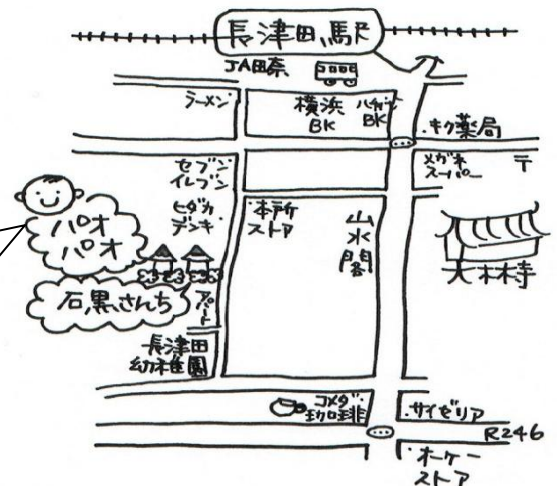 長津田駅
JA田奈
ラーメン
横浜
BK
ハマギン
BK
キク薬局
セブン
イレブン
メガネ
スーパー
〒
ヒダカ
デンキ
パオ
パオ
本所
ストア
山水閣
大林寺
石黒さんち
アパート
長津田
幼稚園
コメダ
珈琲
サイゼリア
R246
オーケー
ストア